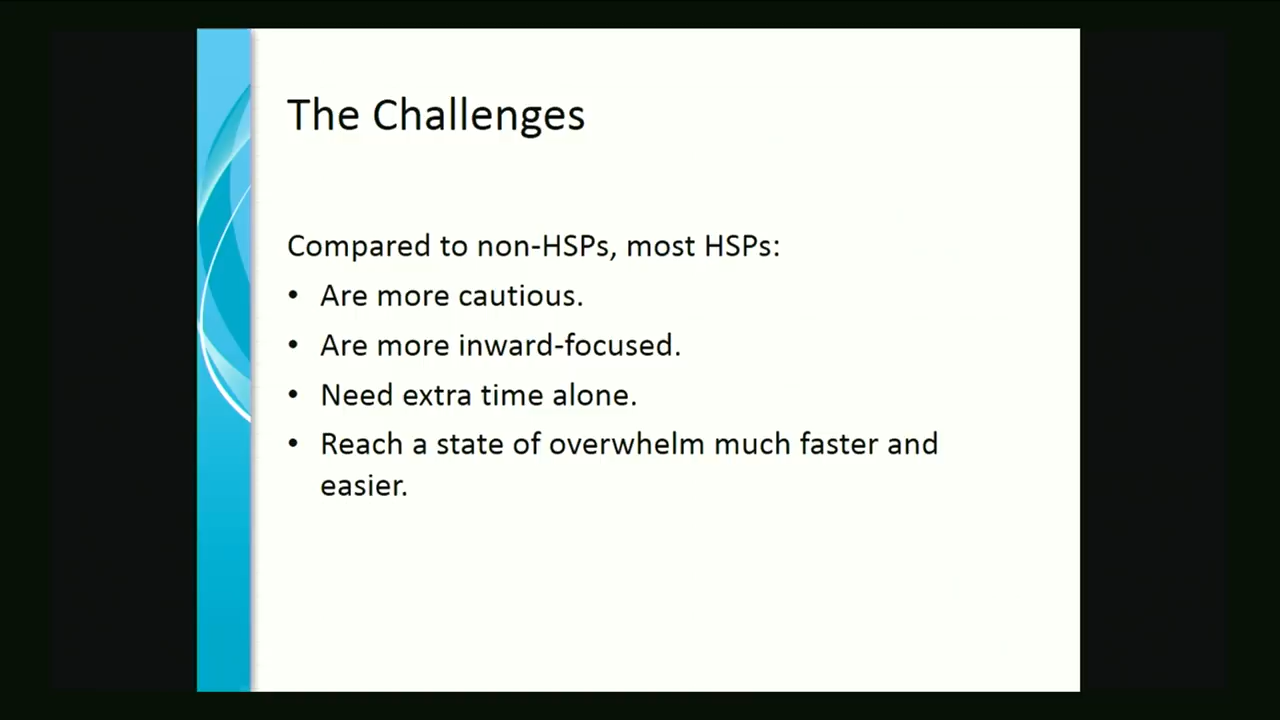 The Challenges
Compared to non-HSPs, most HSPs:
• Are more cautious.
• Are more inward-focused.
• Need extra time alone.
• Reach a state of overwhelm much faster and
easier.